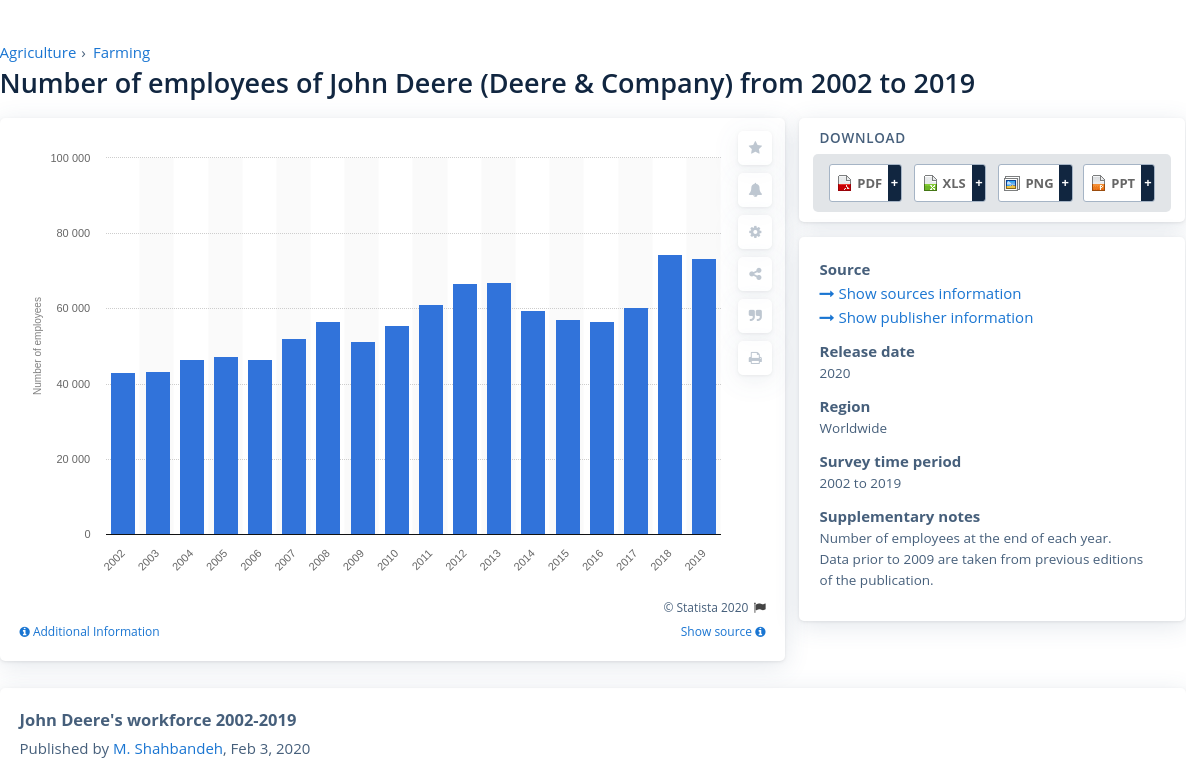 Agriculture › Farming
Number of employees of John Deere (Deere & Company) from 2002 to 2019
100 000
80 000
60 000
40 000
20 000
0
Number of employees
2002 2003 2004 2005 2006 2007 2008 2009 2010 2011 2012 2013 2014 2015 2016 2017 2018 2019
© Statista 2020
Additional Information
Show source
DOWNLOAD
PDF + XLS + PNG + PPT +
Source
Show sources information
Show publisher information
Release date
2020
Region
Worldwide
Survey time period
2002 to 2019
Supplementary notes
Number of employees at the end of each year.
Data prior to 2009 are taken from previous editions
of the publication.
John Deere's workforce 2002-2019
Published by M. Shahbandeh, Feb 3, 2020